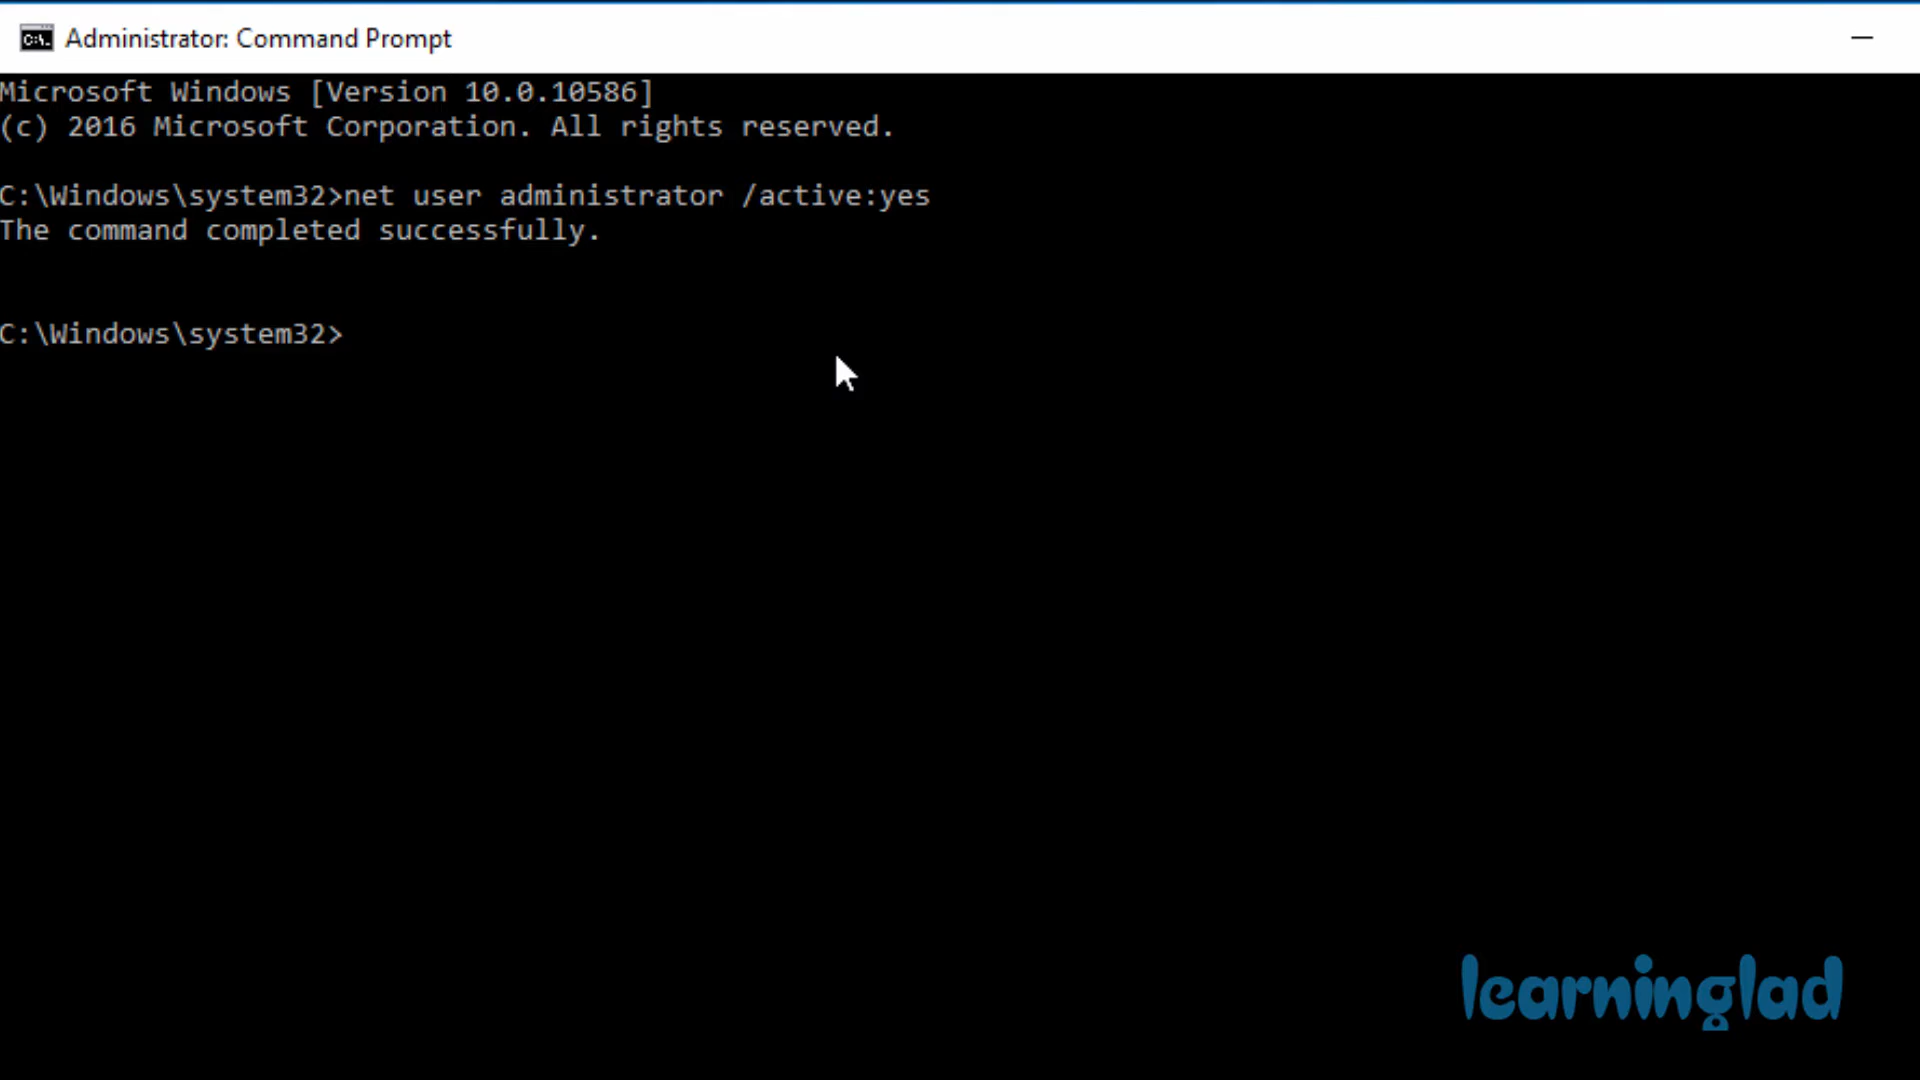 Administrator: Command Prompt
Microsoft Windows [Version 10.0.10586]
(c) 2016 Microsoft Corporation. All rights reserved.
C:\Windows\system32>net user administrator /active:yes
The command completed successfully.
C:\Windows\system32>
learninglad